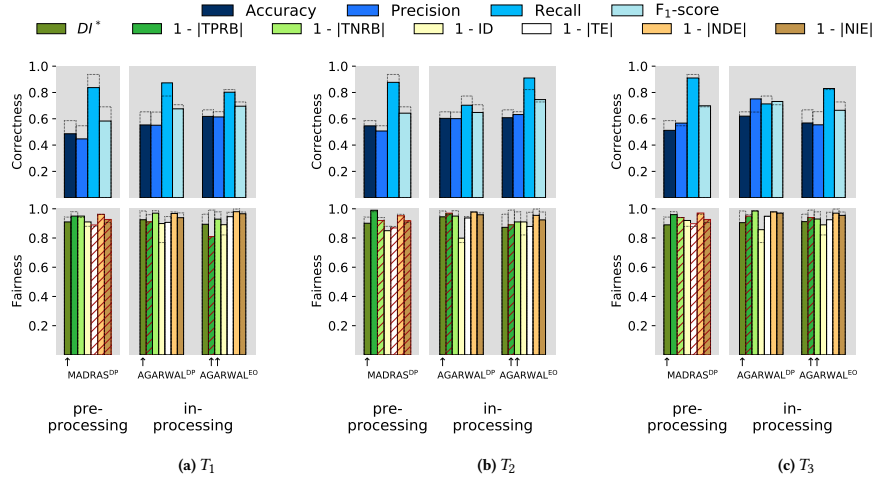 Accuracy Precision Recall F1-score
DI* 1 - |TPRB| 1 - |TNRB| 1 - ID 1 - |TE| 1 - |NDE| 1 - |NIE|
Correctness
1.0
0.8
0.6
0.4
0.2
Fairness
1.0
0.8
0.6
0.4
0.2
↑ ↑ ↑↑
MADRAS^DP AGARWAL^DP AGARWAL^EO
pre-
processing
in-
processing
(a) T1
Correctness
1.0
0.8
0.6
0.4
0.2
Fairness
1.0
0.8
0.6
0.4
0.2
↑ ↑ ↑↑
MADRAS^DP AGARWAL^DP AGARWAL^EO
pre-
processing
in-
processing
(b) T2
Correctness
1.0
0.8
0.6
0.4
0.2
Fairness
1.0
0.8
0.6
0.4
0.2
↑ ↑ ↑↑
MADRAS^DP AGARWAL^DP AGARWAL^EO
pre-
processing
in-
processing
(c) T3